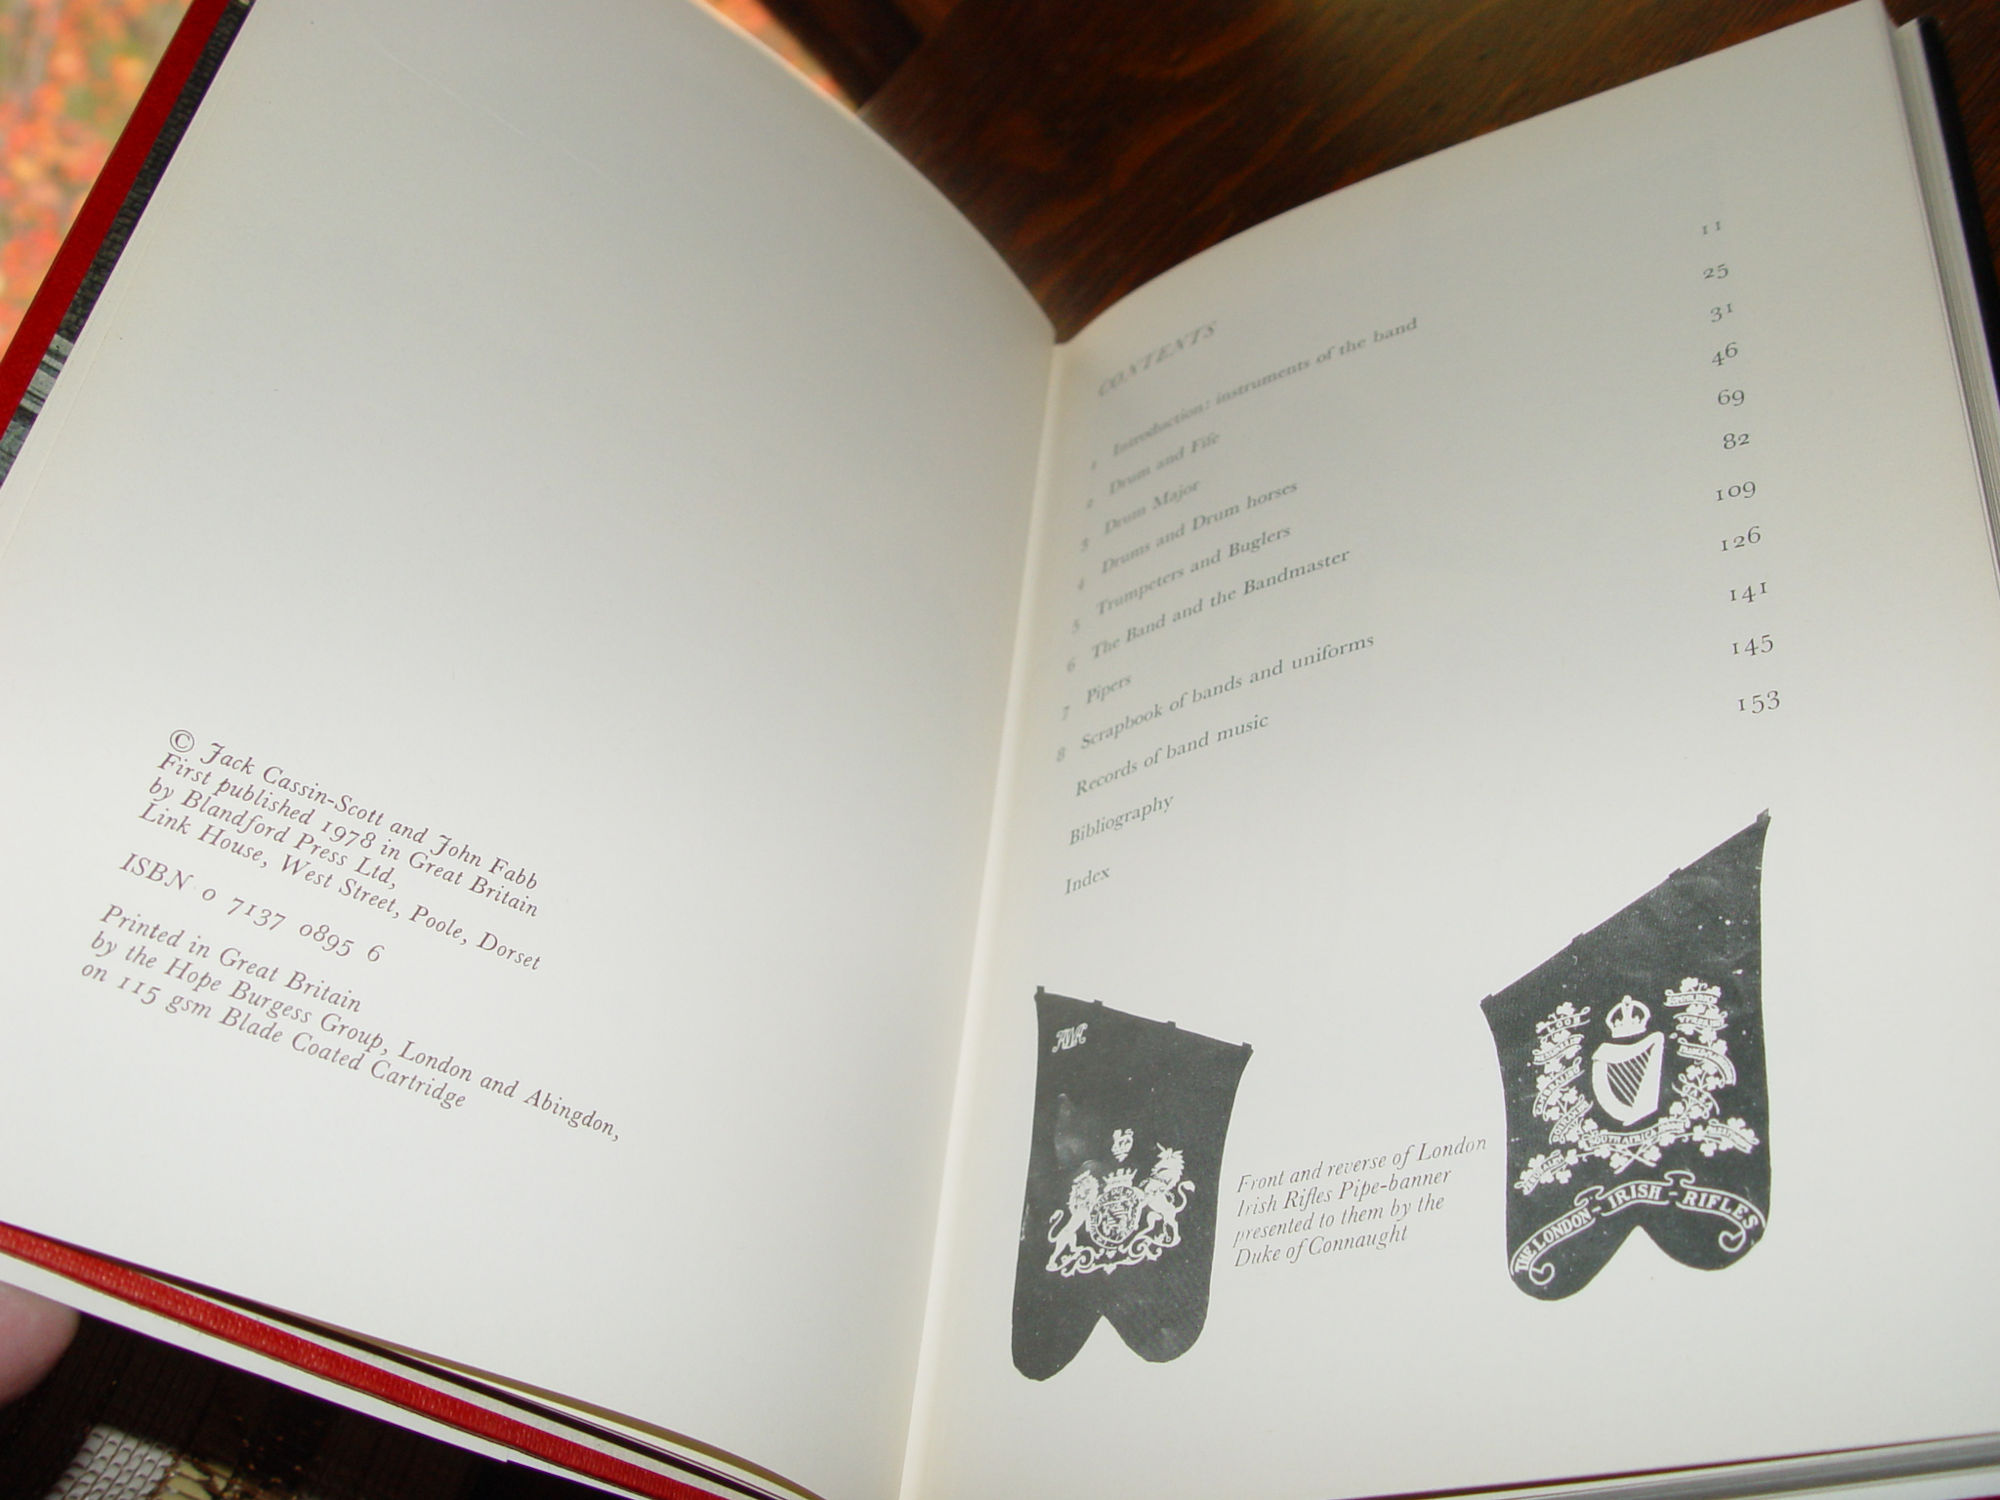 © Jack Cassin-Scott and John Fabb
First published 1978 in Great Britain
by Blandford Press Ltd,
Link House, West Street, Poole, Dorset
ISBN 0 7137 0895 6
Printed in Great Britain
by the Hope Burgess Group, London and Abingdon,
on 115 gsm Blade Coated Cartridge
CONTENTS
1 Introduction: instruments of the band 11
2 Drum and Fife 25
3 Drum Major 31
4 Drums and Drum horses 46
5 Trumpeters and Buglers 69
6 The Band and the Bandmaster 82
7 Pipers 109
8 Scrapbook of bands and uniforms 126
Records of band music 141
Bibliography 145
Index 153
Front and reverse of London
Irish Rifles Pipe-banner
presented to them by the
Duke of Connaught
LOOS
SOUTH AFRICA
THE LONDON - IRISH - RIFLES